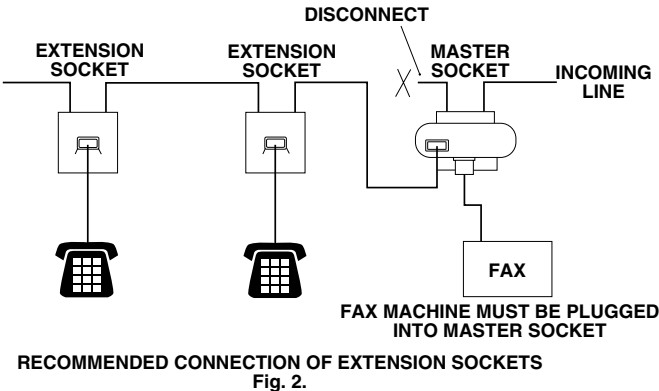 DISCONNECT
EXTENSION
SOCKET
EXTENSION
SOCKET
MASTER
SOCKET
INCOMING
LINE
FAX
FAX MACHINE MUST BE PLUGGED
INTO MASTER SOCKET
RECOMMENDED CONNECTION OF EXTENSION SOCKETS
Fig. 2.